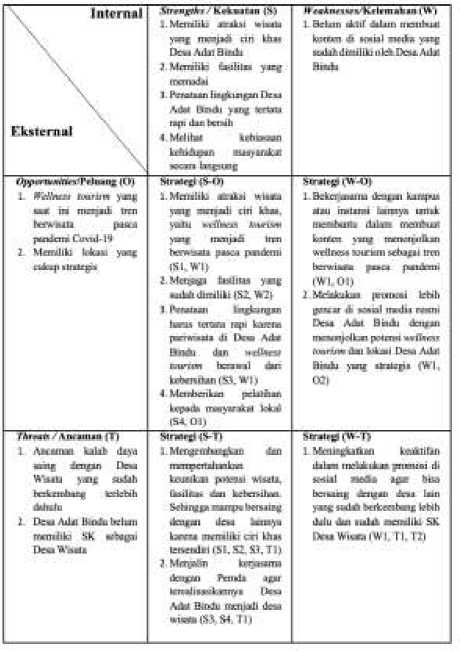 Internal
Eksternal
Strengths / Kekuatan (S)
1. Memiliki atraksi wisata
yang menjadi ciri khas
Desa Adat Bindu
2. Memiliki fasilitas yang
memadai
3. Penataan lingkungan Desa
Adat Bindu yang tertata
rapi dan bersih
4. Melihat kebiasaan
kehidupan masyarakat
secara langsung
Weaknesses/Kelemahan (W)
1. Belum aktif dalam membuat
konten di sosial media yang
sudah dimiliki oleh Desa Adat
Bindu
Opportunities/Peluang (O)
1. Wellness tourism yang
saat ini menjadi tren
berwisata pasca
pandemi Covid-19
2. Memiliki lokasi yang
cukup strategis
Strategi (S-O)
1. Memiliki atraksi wisata
yang menjadi ciri khas,
yaitu wellness tourism
yang menjadi tren
berwisata pasca pandemi
(S1, W1)
2. Menjaga fasilitas yang
sudah dimiliki (S2, W2)
3. Penataan lingkungan
harus tertata rapi karena
pariwisata di Desa Adat
Bindu dan wellness
tourism berawal dari
kebersihan (S3, W1)
4. Memberikan pelatihan
kepada masyarakat lokal
(S4, O1)
Strategi (W-O)
1. Bekerjasama dengan kampus
atau instansi lainnya untuk
membantu dalam membuat
konten yang menonjolkan
wellness tourism sebagai tren
berwisata pasca pandemi
(W1, O1)
2. Melakukan promosi lebih
gencar di sosial media resmi
Desa Adat Bindu dengan
menonjolkan potensi wellness
tourism dan lokasi Desa Adat
Bindu yang strategis (W1,
O2)
Threats / Ancaman (T)
1. Ancaman kalah daya
saing dengan Desa
Wisata yang sudah
berkembang terlebih
dahulu
2. Desa Adat Bindu belum
memiliki SK sebagai
Desa Wisata
Strategi (S-T)
1. Mengembangkan dan
mempertahankan
keunikan potensi wisata,
fasilitas dan kebersihan.
Sehingga mampu bersaing
dengan desa lainnya
karena memiliki ciri khas
tersendiri (S1, S2, S3, T1)
2. Menjalin kerjasama
dengan Pemda agar
terealisasikannya Desa
Adat Bindu menjadi desa
wisata (S3, S4, T1)
Strategi (W-T)
1. Meningkatkan keaktifan
dalam melakukan promosi di
sosial media agar bisa
bersaing dengan desa lain
yang sudah berkembang lebih
dulu dan sudah memiliki SK
Desa Wisata (W1, T1, T2)